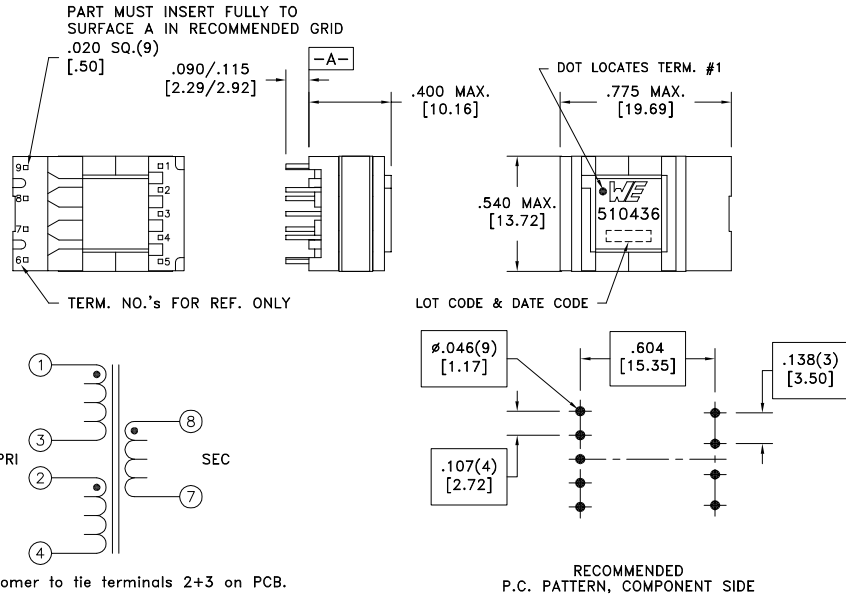 PART MUST INSERT FULLY TO
SURFACE A IN RECOMMENDED GRID
.020 SQ.(9)
[.50]
.090/.115
[2.29/2.92]
-A-
.400 MAX.
[10.16]
DOT LOCATES TERM. #1
.775 MAX.
[19.69]
9
8
7
6
1
2
3
4
5
.540 MAX.
[13.72]
WE
510436
TERM. NO.'s FOR REF. ONLY
LOT CODE & DATE CODE
1
3
PRI
2
4
8
SEC
7
ø.046(9)
[1.17]
.604
[15.35]
.138(3)
[3.50]
.107(4)
[2.72]
omer to tie terminals 2+3 on PCB.
RECOMMENDED
P.C. PATTERN, COMPONENT SIDE